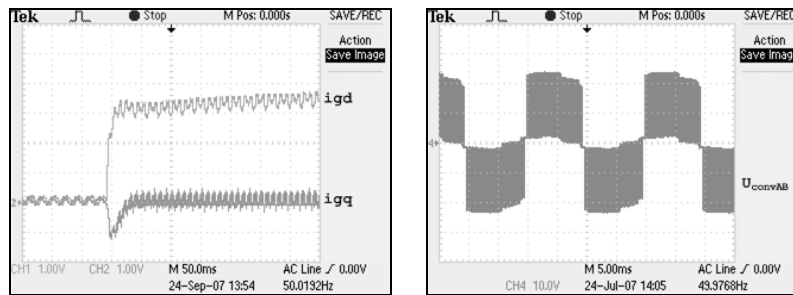 Tek Stop M Pos: 0.000s SAVE/REC
Action
Save Image
igd
2
igq
CH1 1.00V CH2 1.00V M 50.0ms AC Line 0.00V
24-Sep-07 13:54 50.0192Hz
Tek Stop M Pos: 0.000s SAVE/REC
Action
Save Image
4
UconvAB
M 5.00ms AC Line 0.00V
CH4 10.0V 24-Jul-07 14:05 49.9768Hz